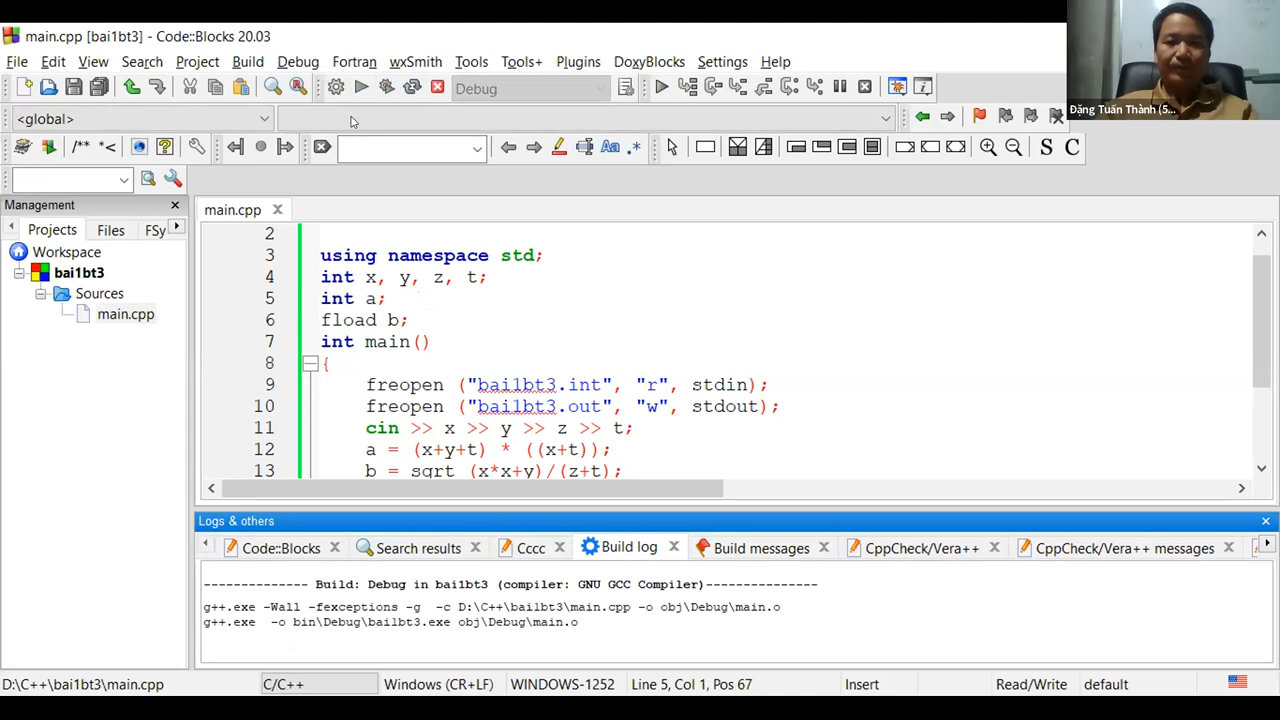 main.cpp [bai1bt3] - Code::Blocks 20.03
File Edit View Search Project Build Debug Fortran wxSmith Tools Tools+ Plugins DoxyBlocks Settings Help
Debug
Đặng Tuấn Thành (5...
<global>
/** *<
Aa .*
S C
Management
Projects Files FSy
Workspace
bai1bt3
Sources
main.cpp
main.cpp
2
3 using namespace std;
4 int x, y, z, t;
5 int a;
6 fload b;
7 int main()
8 {
9 freopen ("bai1bt3.int", "r", stdin);
10 freopen ("bai1bt3.out", "w", stdout);
11 cin >> x >> y >> z >> t;
12 a = (x+y+t) * ((x+t));
13 b = sqrt (x*x+y)/(z+t);
Logs & others
Code::Blocks Search results Cccc Build log Build messages CppCheck/Vera++ CppCheck/Vera++ messages
-------------- Build: Debug in bai1bt3 (compiler: GNU GCC Compiler)---------------
g++.exe -Wall -fexceptions -g -c D:\C++\bai1bt3\main.cpp -o obj\Debug\main.o
g++.exe -o bin\Debug\bai1bt3.exe obj\Debug\main.o
D:\C++\bai1bt3\main.cpp C/C++ Windows (CR+LF) WINDOWS-1252 Line 5, Col 1, Pos 67 Insert Read/Write default